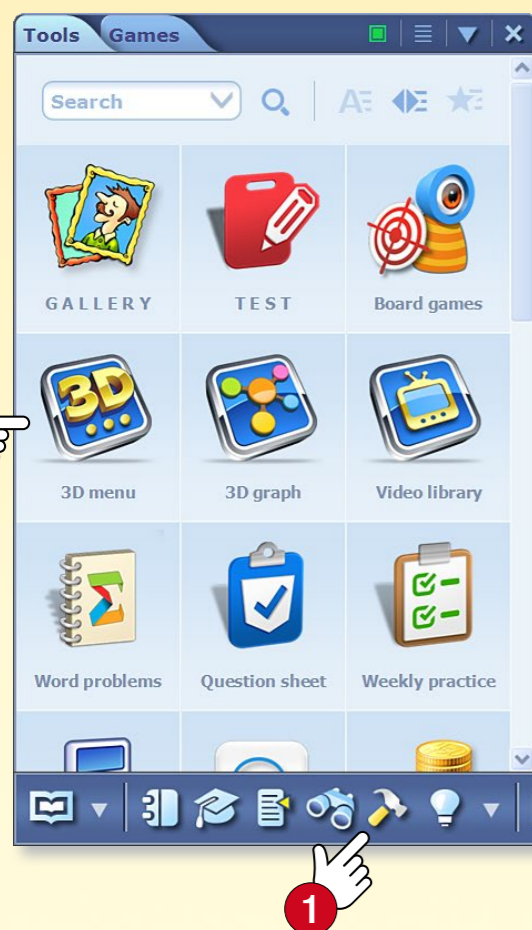 Tools Games
Search
GALLERY TEST Board games
3D
3D menu 3D graph Video library
Word problems Question sheet Weekly practice
1